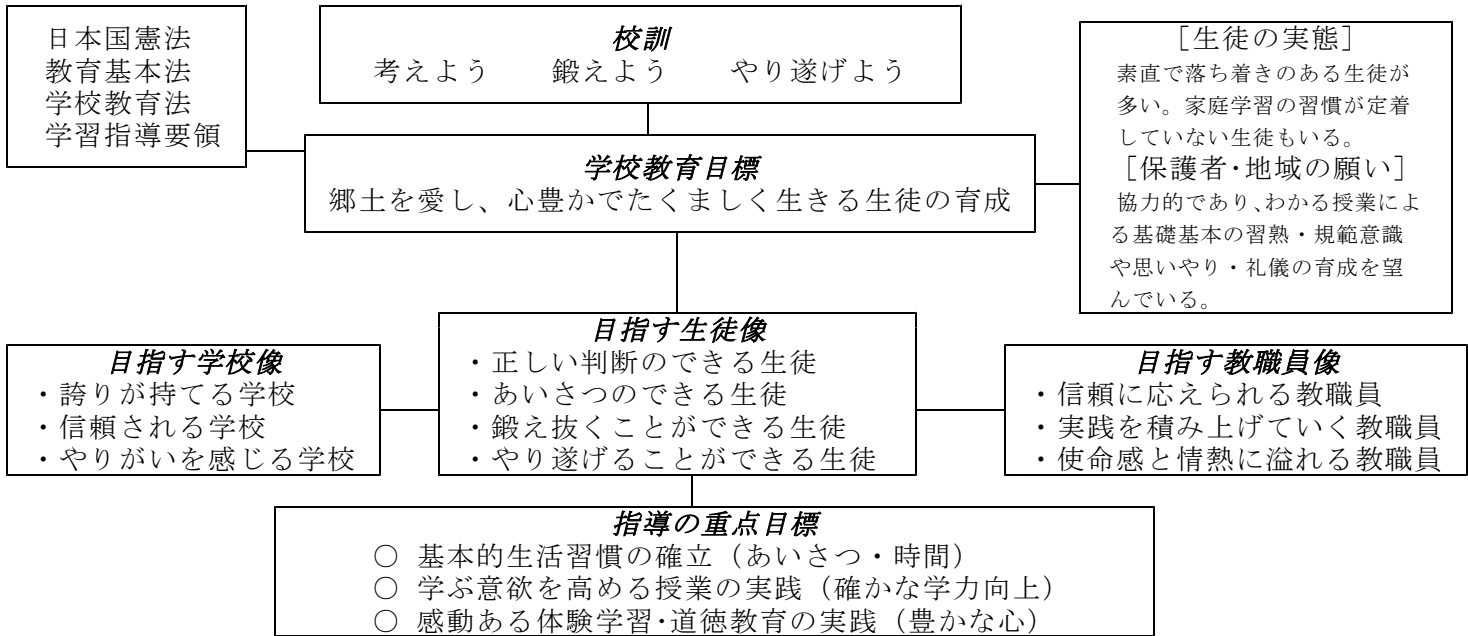 日本国憲法
教育基本法
学校教育法
学習指導要領
校訓
考えよう　　鍛えよう　　やり遂げよう
学校教育目標
郷土を愛し、心豊かでたくましく生きる生徒の育成
［生徒の実態］
素直で落ち着きのある生徒が
多い。家庭学習の習慣が定着
していない生徒もいる。
［保護者・地域の願い］
協力的であり、わかる授業によ
る基礎基本の習熟・規範意識
や思いやり・礼儀の育成を望
んでいる。
目指す学校像
・誇りが持てる学校
・信頼される学校
・やりがいを感じる学校
目指す生徒像
・正しい判断のできる生徒
・あいさつのできる生徒
・鍛え抜くことができる生徒
・やり遂げることができる生徒
目指す教職員像
・信頼に応えられる教職員
・実践を積み上げていく教職員
・使命感と情熱に溢れる教職員
指導の重点目標
○ 基本的生活習慣の確立（あいさつ・時間）
○ 学ぶ意欲を高める授業の実践（確かな学力向上）
○ 感動ある体験学習・道徳教育の実践（豊かな心）